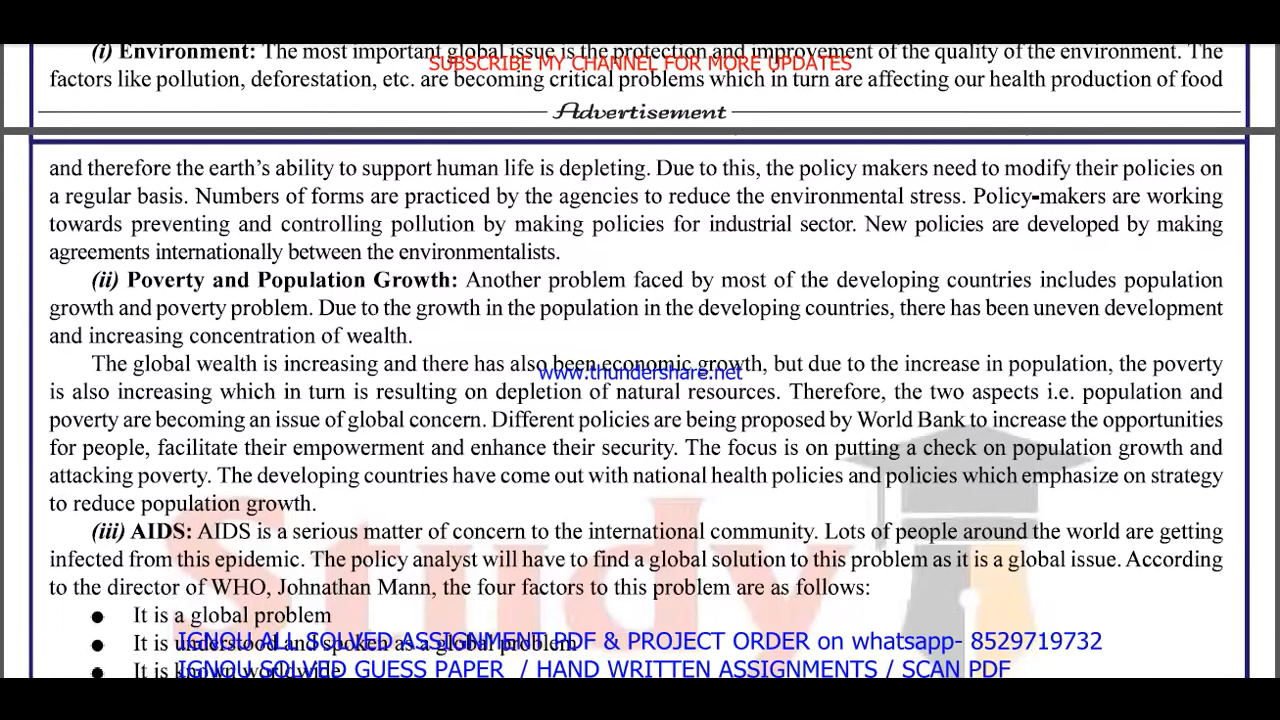 (i) Environment: The most important global issue is the protection and improvement of the quality of the environment. The
SUBSCRIBE MY CHANNEL FOR MORE UPDATES
factors like pollution, deforestation, etc. are becoming critical problems which in turn are affecting our health production of food
Advertisement
and therefore the earth's ability to support human life is depleting. Due to this, the policy makers need to modify their policies on
a regular basis. Numbers of forms are practiced by the agencies to reduce the environmental stress. Policy-makers are working
towards preventing and controlling pollution by making policies for industrial sector. New policies are developed by making
agreements internationally between the environmentalists.
(ii) Poverty and Population Growth: Another problem faced by most of the developing countries includes population
growth and poverty problem. Due to the growth in the population in the developing countries, there has been uneven development
and increasing concentration of wealth.
The global wealth is increasing and there has also been economic growth, but due to the increase in population, the poverty
www.thundershare.net
is also increasing which in turn is resulting on depletion of natural resources. Therefore, the two aspects i.e. population and
poverty are becoming an issue of global concern. Different policies are being proposed by World Bank to increase the opportunities
for people, facilitate their empowerment and enhance their security. The focus is on putting a check on population growth and
attacking poverty. The developing countries have come out with national health policies and policies which emphasize on strategy
to reduce population growth.
Study
(iii) AIDS: AIDS is a serious matter of concern to the international community. Lots of people around the world are getting
infected from this epidemic. The policy analyst will have to find a global solution to this problem as it is a global issue. According
to the director of WHO, Johnathan Mann, the four factors to this problem are as follows:
● It is a global problem
● It is understood and spoken as a global problem
IGNOU ALL SOLVED ASSIGNMENT PDF & PROJECT ORDER on whatsapp- 8529719732
● It is known worldwide
IGNOU SOLVED GUESS PAPER / HAND WRITTEN ASSIGNMENTS / SCAN PDF